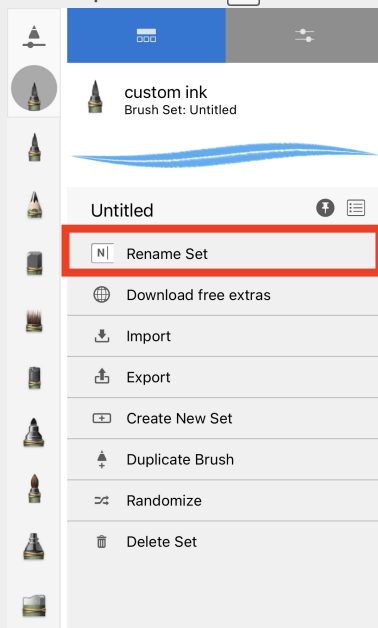 custom ink
Brush Set: Untitled
Untitled
N Rename Set
Download free extras
Import
Export
Create New Set
Duplicate Brush
Randomize
Delete Set